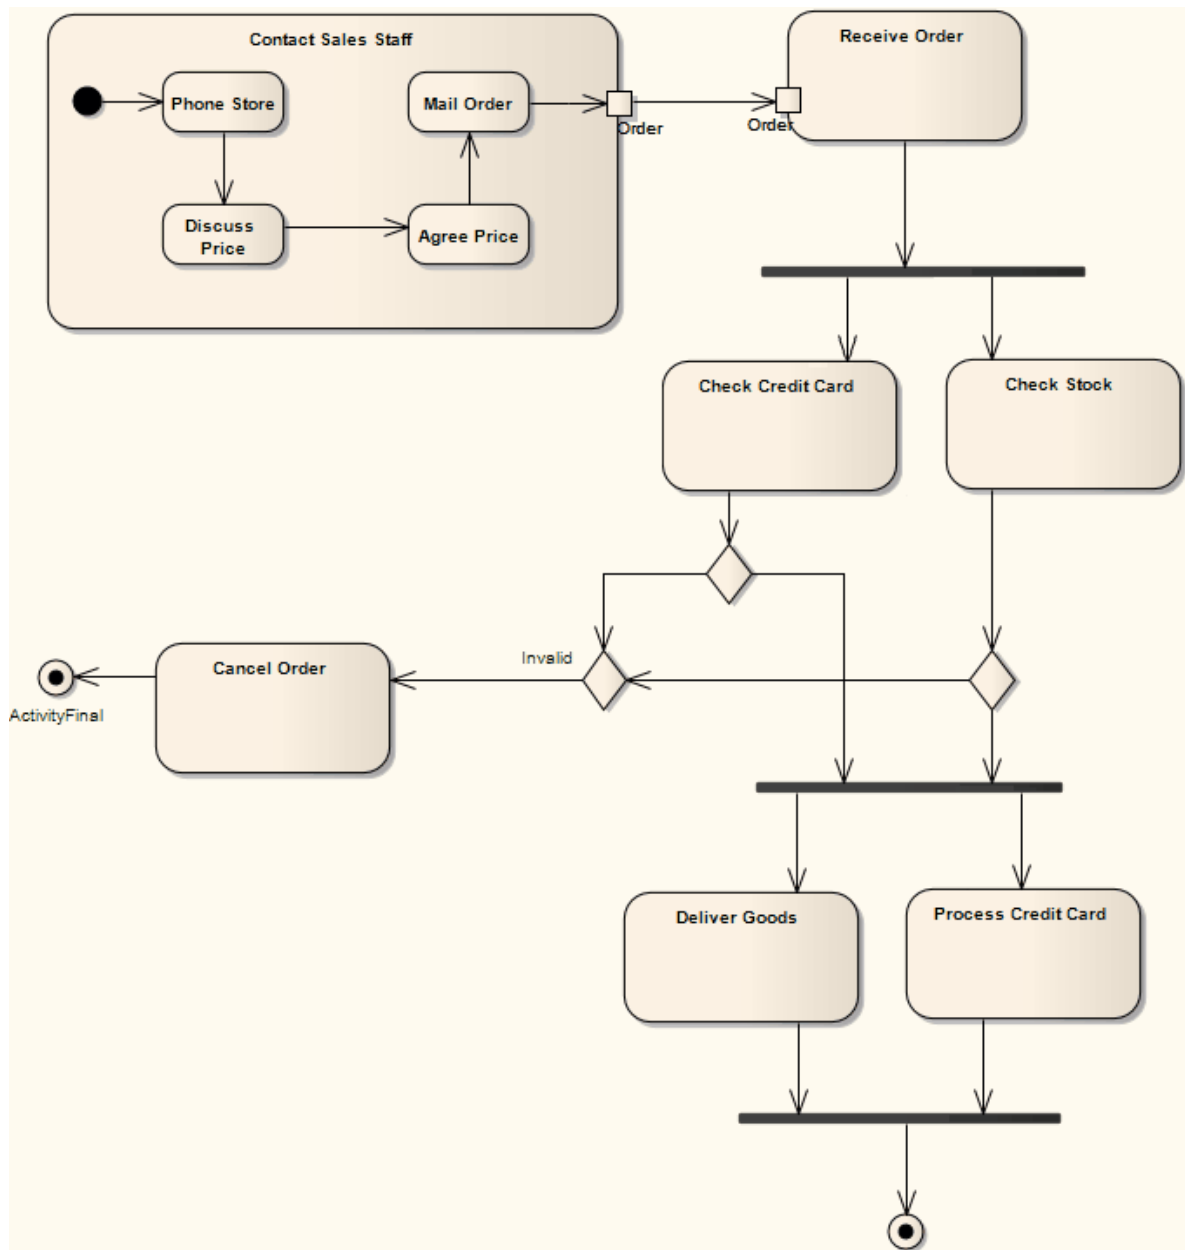 Contact Sales Staff
Receive Order
Phone Store
Mail Order
Order
Order
Discuss
Price
Agree Price
Check Credit Card
Check Stock
Invalid
Cancel Order
ActivityFinal
Deliver Goods
Process Credit Card